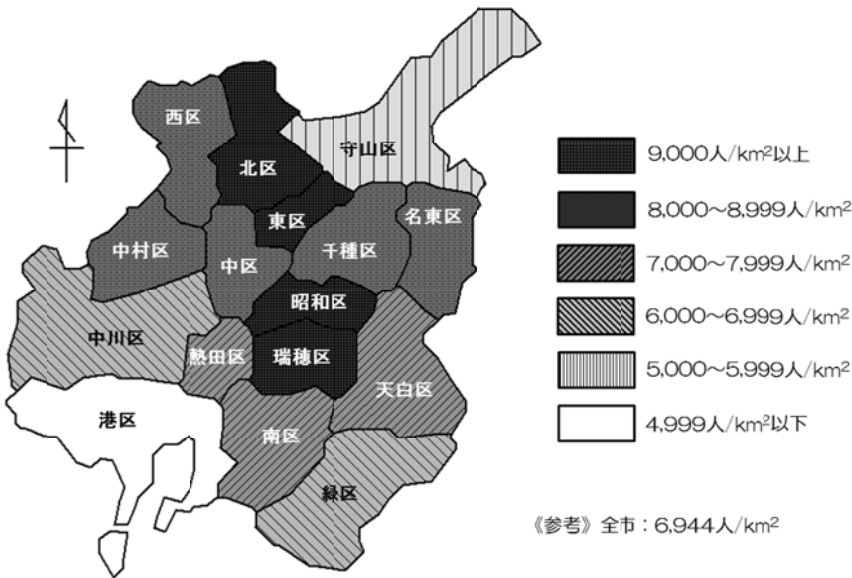 西区
北区
守山区
東区
名東区
中村区
中区
千種区
昭和区
中川区
熱田区
瑞穂区
天白区
港区
南区
緑区
9,000人/km²以上
8,000～8,999人/km²
7,000～7,999人/km²
6,000～6,999人/km²
5,000～5,999人/km²
4,999人/km²以下
《参考》全市：6,944人/km²